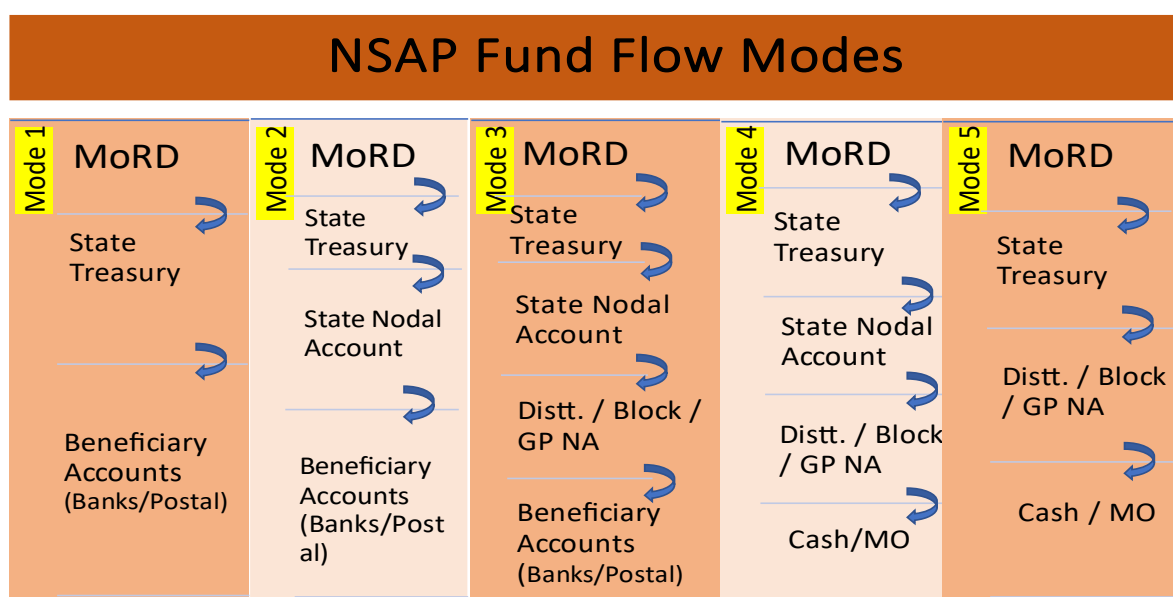 NSAP Fund Flow Modes
Mode 1
MoRD
State
Treasury
Beneficiary
Accounts
(Banks/Postal)
Mode 2
MoRD
State
Treasury
State Nodal
Account
Beneficiary
Accounts
(Banks/Post
al)
Mode 3
MoRD
State
Treasury
State Nodal
Account
Distt. / Block /
GP NA
Beneficiary
Accounts
(Banks/Postal)
Mode 4
MoRD
State
Treasury
State Nodal
Account
Distt. / Block
/ GP NA
Cash/MO
Mode 5
MoRD
State
Treasury
Distt. / Block
/ GP NA
Cash / MO